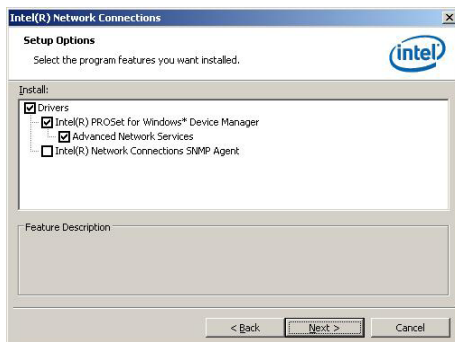 Intel(R) Network Connections
Setup Options
Select the program features you want installed.
intel
Install:
Drivers
Intel(R) PROSet for Windows* Device Manager
Advanced Network Services
Intel(R) Network Connections SNMP Agent
Feature Description
< Back
Next >
Cancel